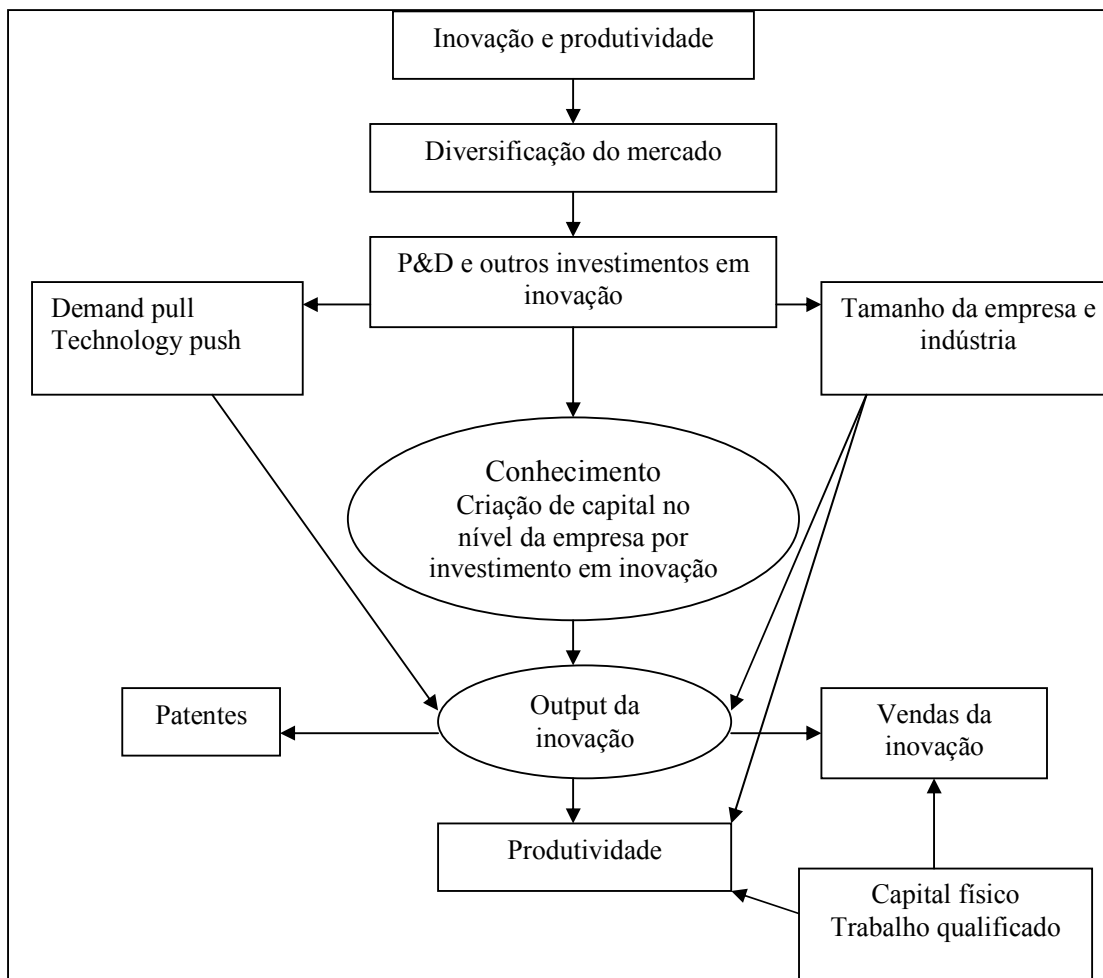 Inovação e produtividade
Diversificação do mercado
P&D e outros investimentos em
inovação
Demand pull
Technology push
Tamanho da empresa e
indústria
Conhecimento
Criação de capital no
nível da empresa por
investimento em inovação
Output da
inovação
Patentes
Vendas da
inovação
Produtividade
Capital físico
Trabalho qualificado